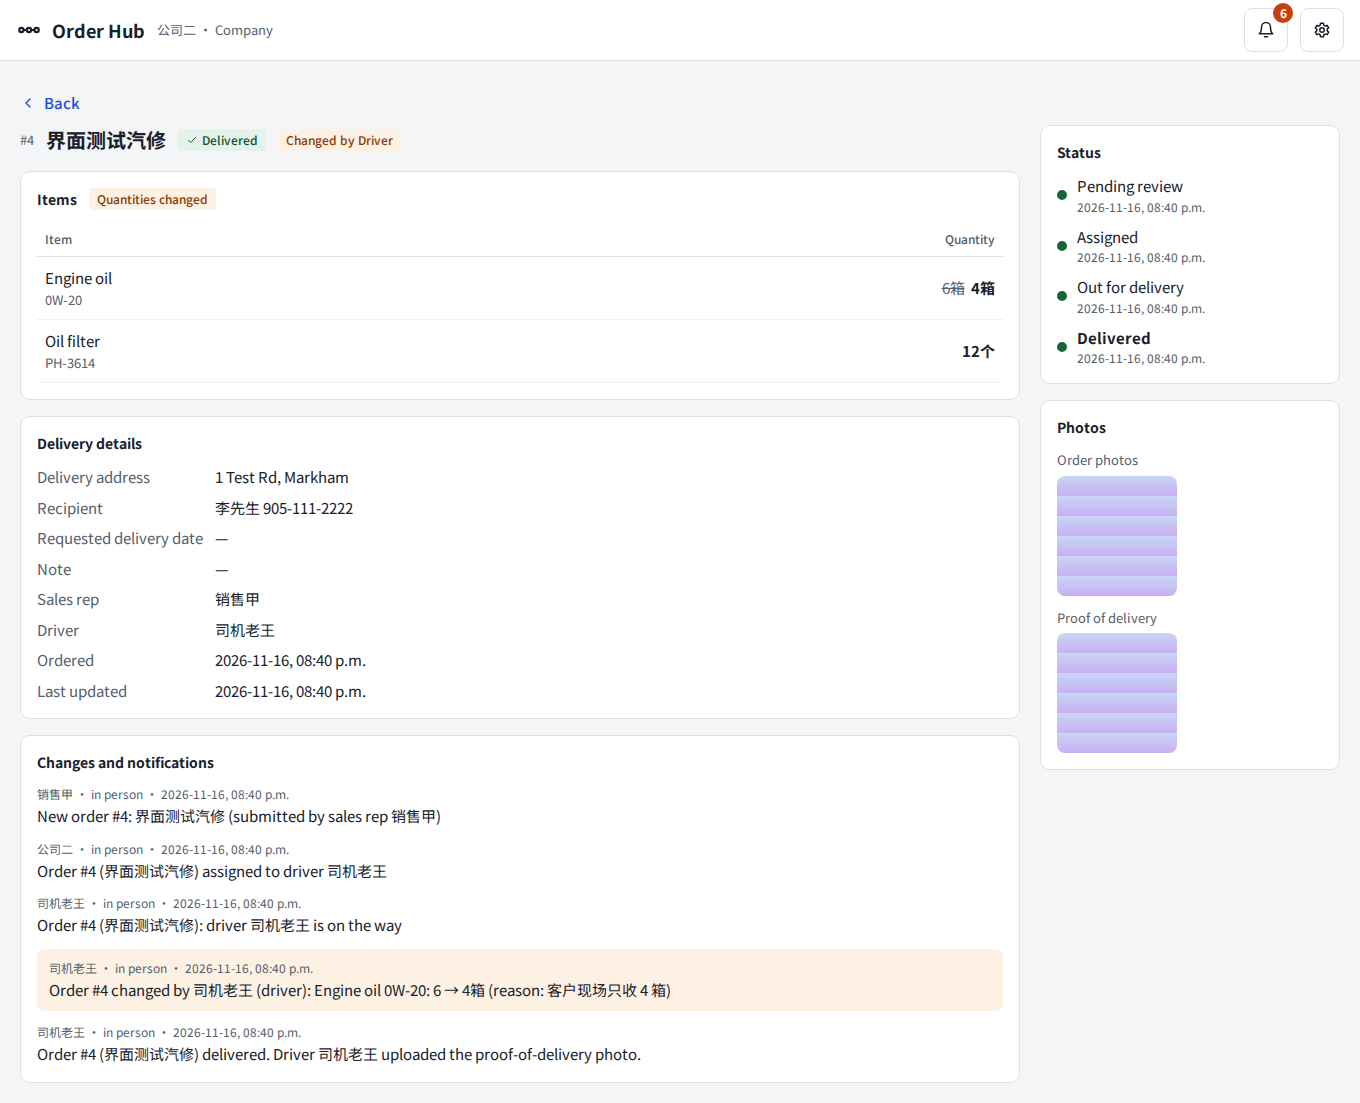 Order Hub 公司二 • Company
6
Back
#4 界面测试汽修 Delivered Changed by Driver
Items Quantities changed
Item Quantity
Engine oil
0W-20
6箱 4箱
Oil filter
PH-3614
12个
Delivery details
Delivery address 1 Test Rd, Markham
Recipient 李先生 905-111-2222
Requested delivery date —
Note —
Sales rep 销售甲
Driver 司机老王
Ordered 2026-11-16, 08:40 p.m.
Last updated 2026-11-16, 08:40 p.m.
Changes and notifications
销售甲 • in person • 2026-11-16, 08:40 p.m.
New order #4: 界面测试汽修 (submitted by sales rep 销售甲)
公司二 • in person • 2026-11-16, 08:40 p.m.
Order #4 (界面测试汽修) assigned to driver 司机老王
司机老王 • in person • 2026-11-16, 08:40 p.m.
Order #4 (界面测试汽修): driver 司机老王 is on the way
司机老王 • in person • 2026-11-16, 08:40 p.m.
Order #4 changed by 司机老王 (driver): Engine oil 0W-20: 6 → 4箱 (reason: 客户现场只收 4 箱)
司机老王 • in person • 2026-11-16, 08:40 p.m.
Order #4 (界面测试汽修) delivered. Driver 司机老王 uploaded the proof-of-delivery photo.
Status
Pending review
2026-11-16, 08:40 p.m.
Assigned
2026-11-16, 08:40 p.m.
Out for delivery
2026-11-16, 08:40 p.m.
Delivered
2026-11-16, 08:40 p.m.
Photos
Order photos
Proof of delivery